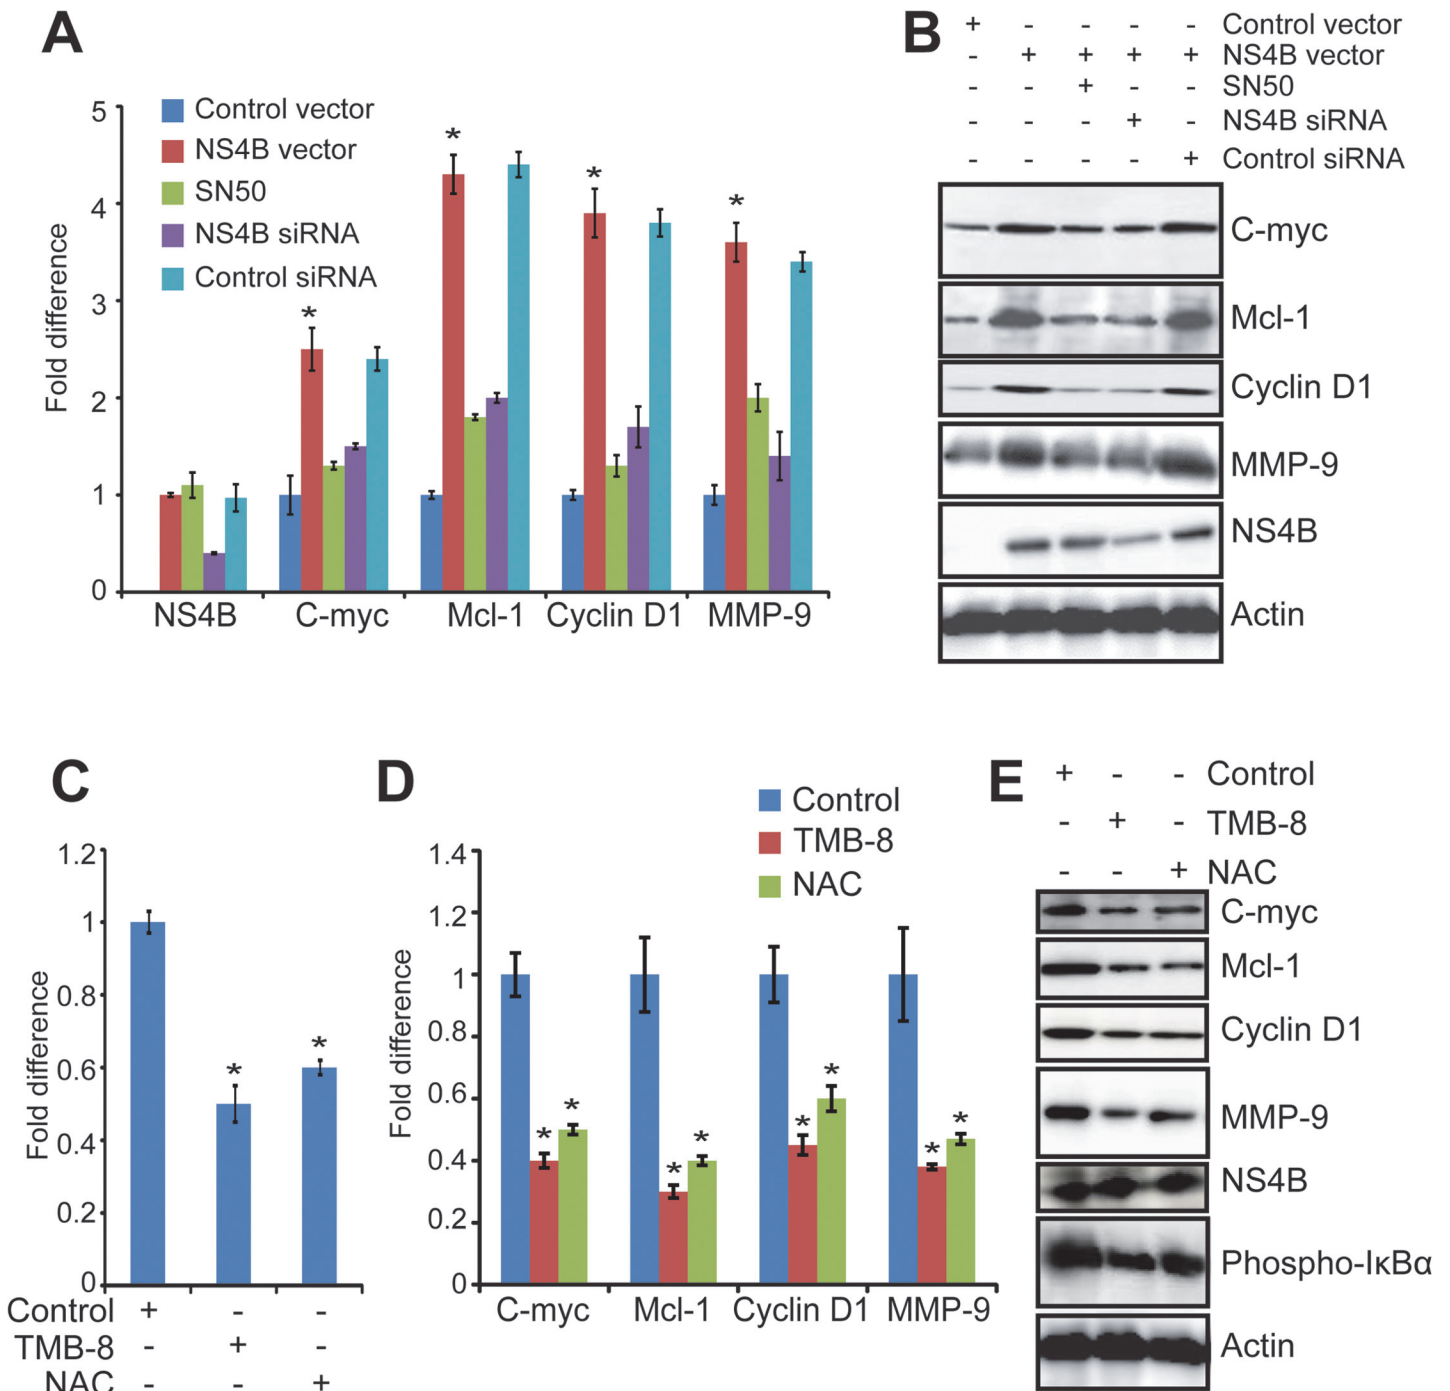 A
Fold difference
5
4
3
2
1
0
Control vector
NS4B vector
SN50
NS4B siRNA
Control siRNA
*
*
*
*
NS4B C-myc Mcl-1 Cyclin D1 MMP-9
B
+ - - - - Control vector
- + + + + NS4B vector
- - + - - SN50
- - - + - NS4B siRNA
- - - - + Control siRNA
C-myc
Mcl-1
Cyclin D1
MMP-9
NS4B
Actin
C
Fold difference
1.2
1
0.8
0.6
0.4
0.2
0
*
*
Control + - -
TMB-8 - + -
NAC - - +
D
Fold difference
1.4
1.2
1
0.8
0.6
0.4
0.2
0
Control
TMB-8
NAC
* *
* *
* *
* *
C-myc Mcl-1 Cyclin D1 MMP-9
E
+ - - Control
- + - TMB-8
- - + NAC
C-myc
Mcl-1
Cyclin D1
MMP-9
NS4B
Phospho-IκBα
Actin